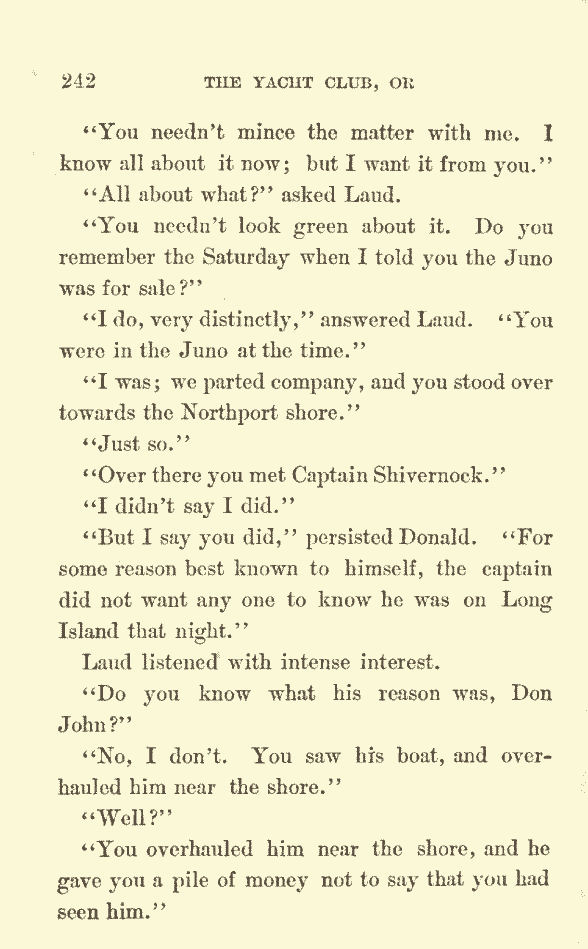 242 THE YACHT CLUB, OR
"You needn't mince the matter with me. I
know all about it now; but I want it from you."
"All about what?" asked Laud.
"You needn't look green about it. Do you
remember the Saturday when I told you the Juno
was for sale?"
"I do, very distinctly," answered Laud. "You
were in the Juno at the time."
"I was; we parted company, and you stood over
towards the Northport shore."
"Just so."
"Over there you met Captain Shivernock."
"I didn't say I did."
"But I say you did," persisted Donald. "For
some reason best known to himself, the captain
did not want any one to know he was on Long
Island that night."
Laud listened with intense interest.
"Do you know what his reason was, Don
John?"
"No, I don't. You saw his boat, and over-
hauled him near the shore."
"Well?"
"You overhauled him near the shore, and he
gave you a pile of money not to say that you had
seen him."